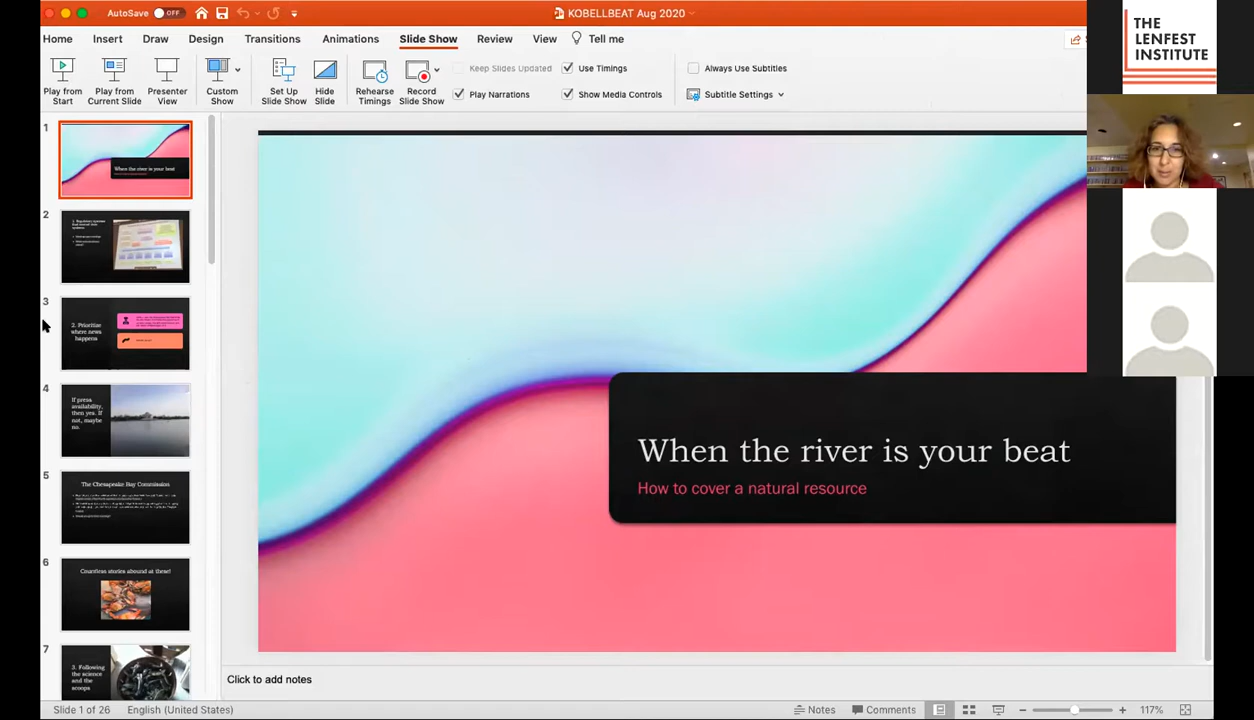 AutoSave OFF
KOBELLBEAT Aug 2020
Home Insert Draw Design Transitions Animations Slide Show Review View Tell me
Play from Start
Play from Current Slide
Presenter View
Custom Show
Set Up Slide Show
Hide Slide
Rehearse Timings
Record Slide Show
Keep Slides Updated
Use Timings
Play Narrations
Show Media Controls
Always Use Subtitles
Subtitle Settings
THE
LENFEST
INSTITUTE
1
When the river is your beat
2
3
2. Prioritize
where news
happens
4
If press
availability,
then yes. If
not, maybe
no.
5
The Chesapeake Bay Commission
6
Countless stories abound at these!
7
3. Following
the science
and the
scoops
When the river is your beat
How to cover a natural resource
Click to add notes
Slide 1 of 26 English (United States) Notes Comments 117%